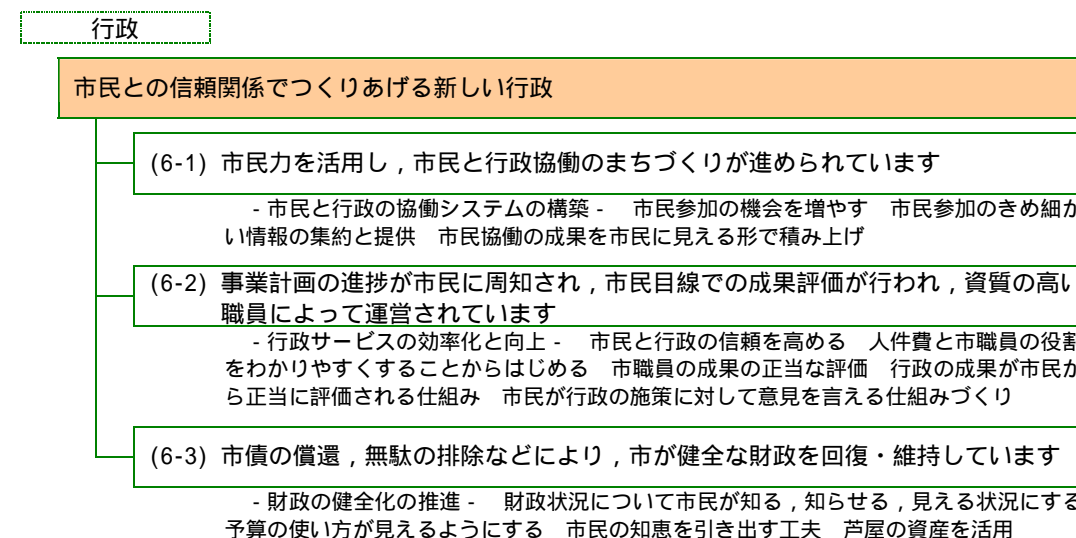 行政
市民との信頼関係でつくりあげる新しい行政
(6-1) 市民力を活用し，市民と行政協働のまちづくりが進められています
- 市民と行政の協働システムの構築 -　市民参加の機会を増やす　市民参加のきめ細か
い情報の集約と提供　市民協働の成果を市民に見える形で積み上げ
(6-2) 事業計画の進捗が市民に周知され，市民目線での成果評価が行われ，資質の高い
職員によって運営されています
- 行政サービスの効率化と向上 -　市民と行政の信頼を高める　人件費と市職員の役割
をわかりやすくすることからはじめる　市職員の成果の正当な評価　行政の成果が市民か
ら正当に評価される仕組み　市民が行政の施策に対して意見を言える仕組みづくり
(6-3) 市債の償還，無駄の排除などにより，市が健全な財政を回復・維持しています
- 財政の健全化の推進 -　財政状況について市民が知る，知らせる，見える状況にする
予算の使い方が見えるようにする　市民の知恵を引き出す工夫　芦屋の資産を活用